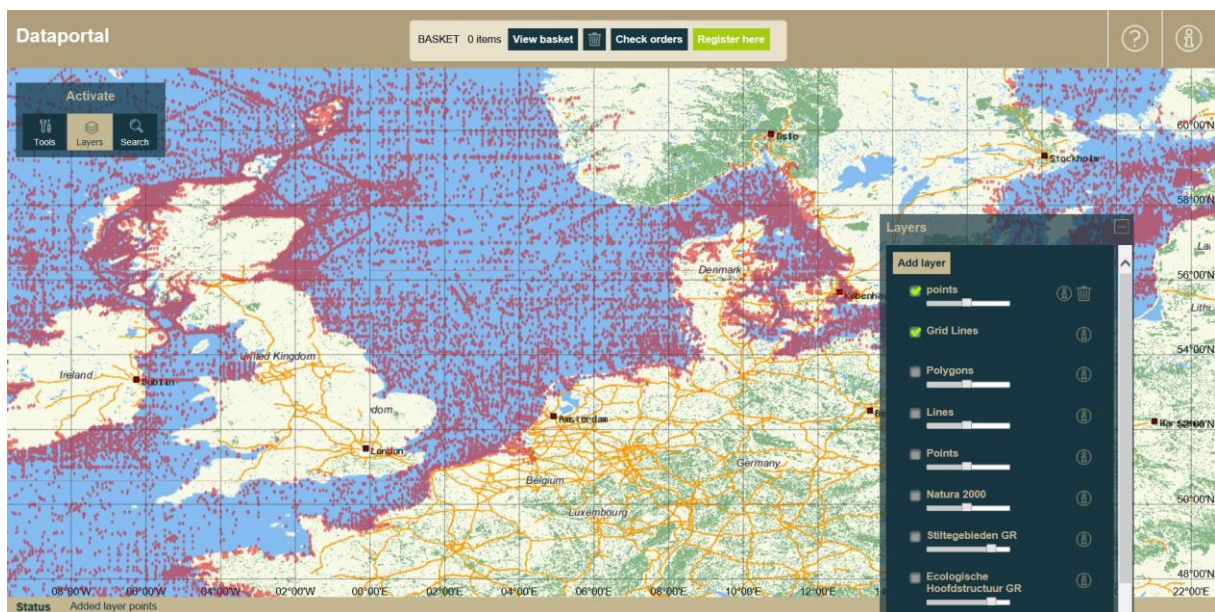 Dataportal
BASKET 0 items View basket Check orders Register here
Activate
Tools Layers Search
Oslo
Stockholm
60°00'N
58°00'N
56°00'N
54°00'N
50°00'N
48°00'N
Denmark
United Kingdom
Ireland
Dublin
dom
London
Amsterdam
Belgium
Germany
Luxembourg
Layers
Add layer
points
Grid Lines
Polygons
Lines
Points
Natura 2000
Stiltegebieden GR
Ecologische
Hoofdstructuur GR
08°00'W 06°00'W 04°00'W 02°00'W 00°00'E 02°00'E 04°00'E 06°00'E 08°00'E 10°00'E 12°00'E 22°00'E
Status Added layer points